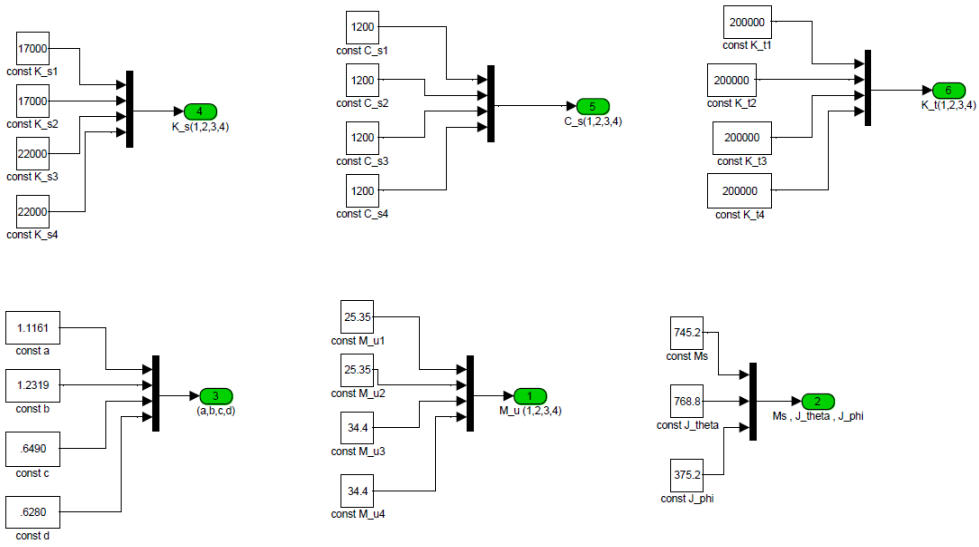 17000
const K_s1
17000
const K_s2
22000
const K_s3
22000
const K_s4
4
K_s(1,2,3,4)
1200
const C_s1
1200
const C_s2
1200
const C_s3
1200
const C_s4
5
C_s(1,2,3,4)
200000
const K_t1
200000
const K_t2
200000
const K_t3
200000
const K_t4
6
K_t(1,2,3,4)
1.1161
const a
1.2319
const b
.6490
const c
.6280
const d
3
(a,b,c,d)
25.35
const M_u1
25.35
const M_u2
34.4
const M_u3
34.4
const M_u4
1
M_u (1,2,3,4)
745.2
const Ms
768.8
const J_theta
375.2
const J_phi
2
Ms , J_theta , J_phi